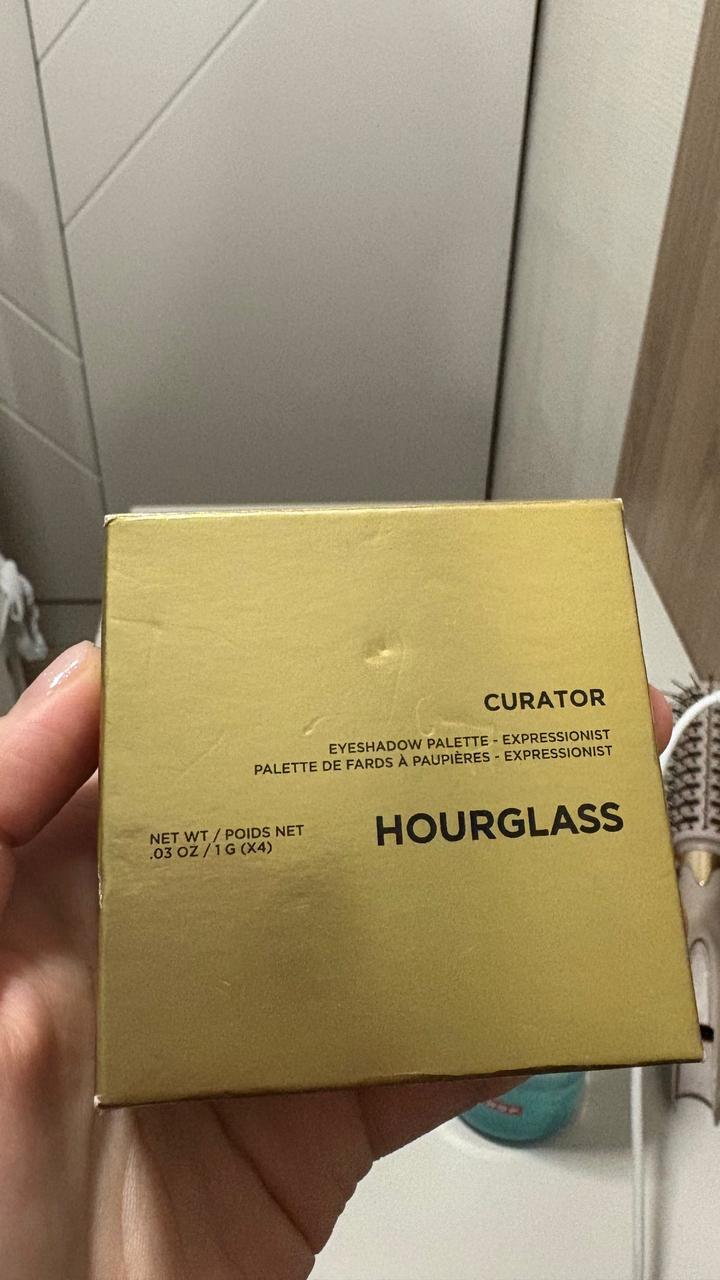 CURATOR
EYESHADOW PALETTE - EXPRESSIONIST
PALETTE DE FARDS À PAUPIÈRES - EXPRESSIONIST
HOURGLASS
NET WT / POIDS NET
.03 OZ / 1 G (X4)